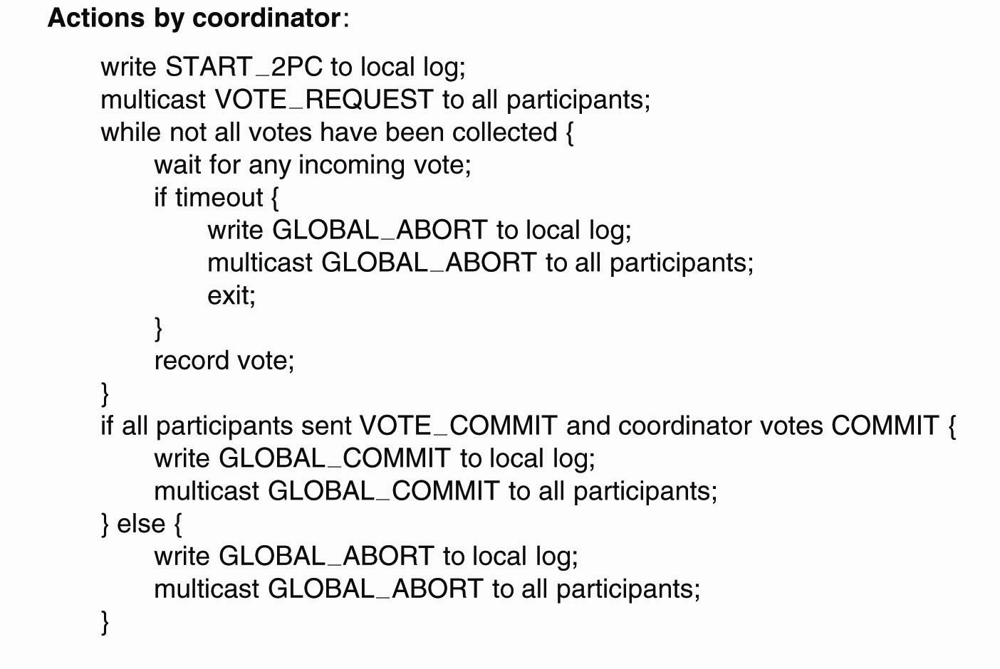 Actions by coordinator:
write START_2PC to local log;
multicast VOTE_REQUEST to all participants;
while not all votes have been collected {
wait for any incoming vote;
if timeout {
write GLOBAL_ABORT to local log;
multicast GLOBAL_ABORT to all participants;
exit;
}
record vote;
}
if all participants sent VOTE_COMMIT and coordinator votes COMMIT {
write GLOBAL_COMMIT to local log;
multicast GLOBAL_COMMIT to all participants;
} else {
write GLOBAL_ABORT to local log;
multicast GLOBAL_ABORT to all participants;
}